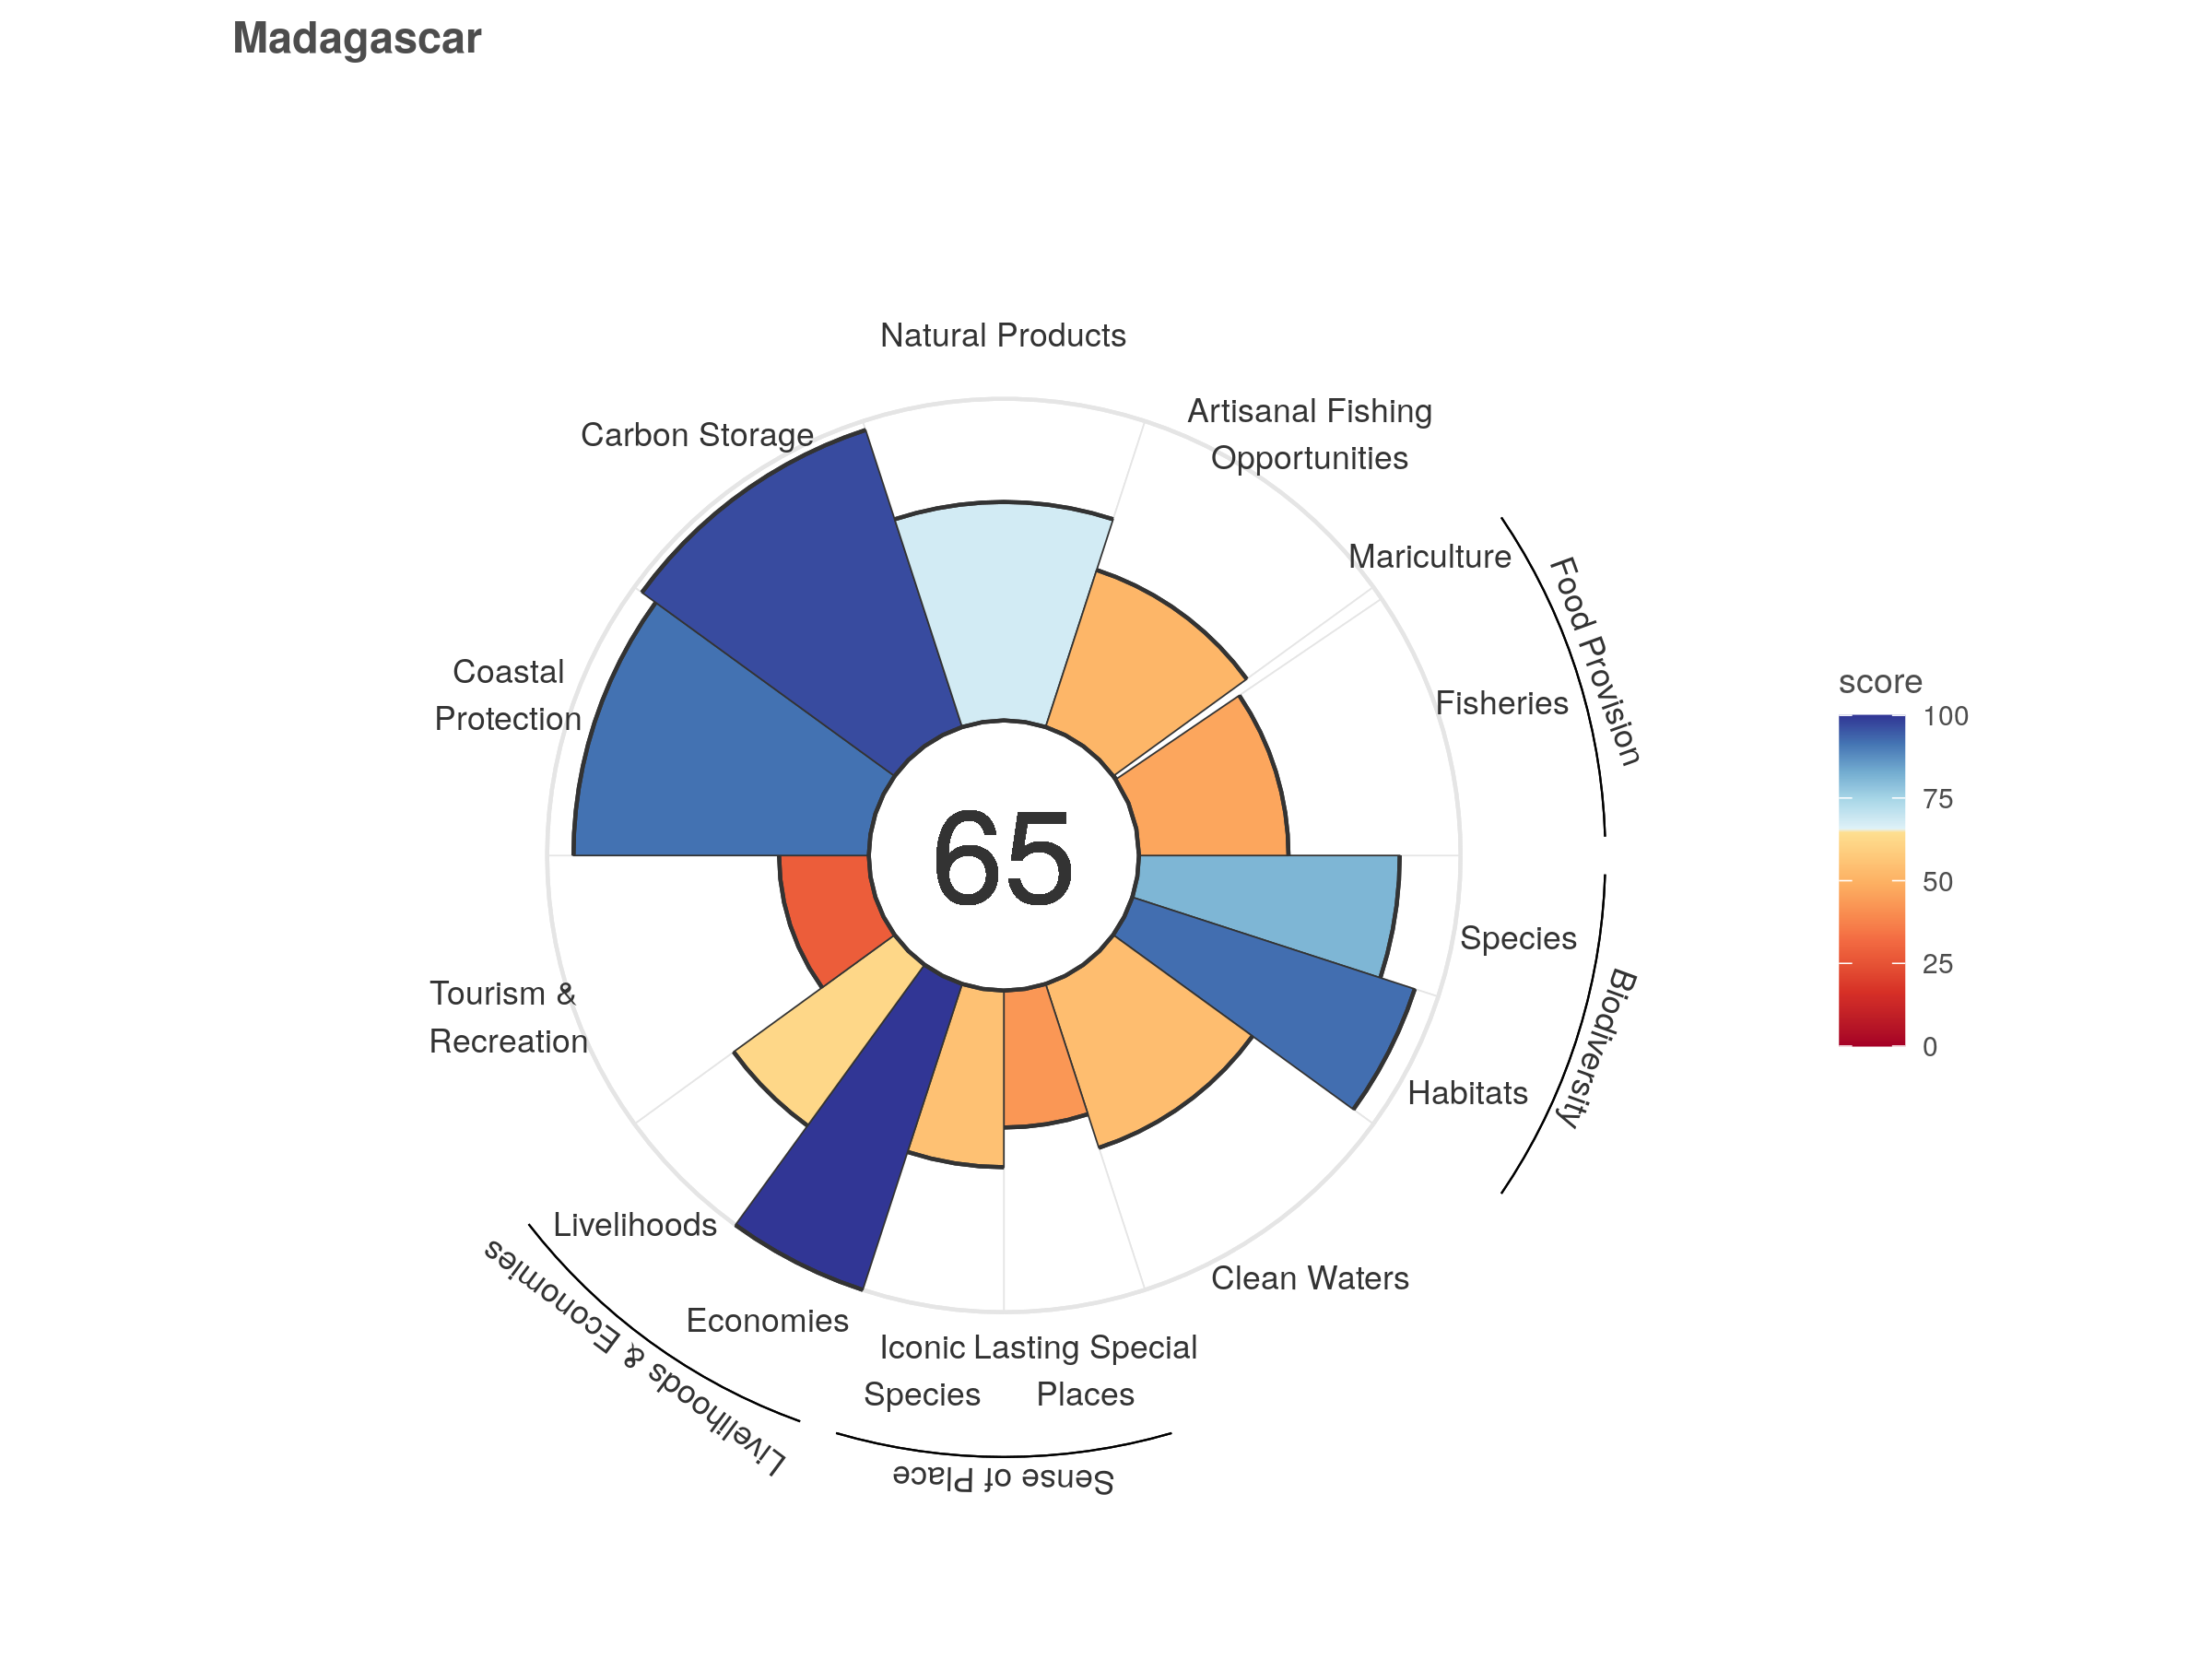 Madagascar
Natural Products
Artisanal Fishing
Opportunities
Carbon Storage
Mariculture
Food Provision
Coastal
Protection
Fisheries
score
100
75
50
25
0
65
Species
Biodiversity
Tourism &
Recreation
Habitats
Livelihoods
Clean Waters
Economies
Livelihoods & Economies
Iconic
Species
Lasting Special
Places
Sense of Place